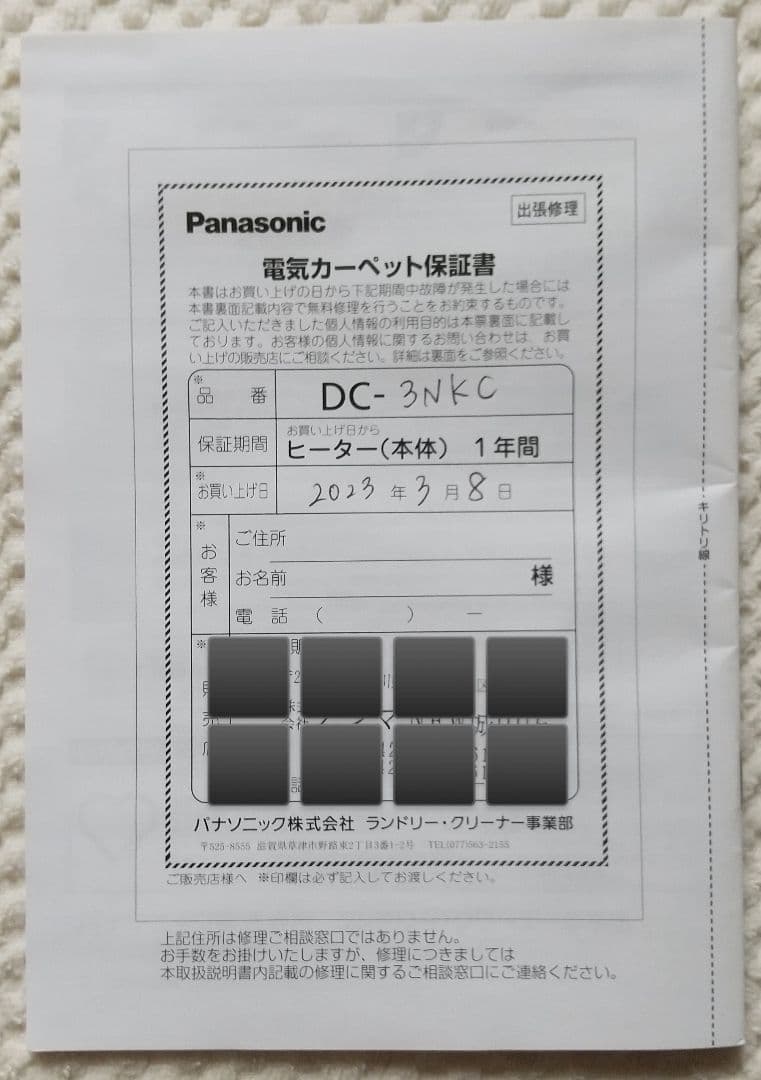 Panasonic
出張修理
電気カーペット保証書
本書はお買い上げの日から下記期間中故障が発生した場合には
本書裏面記載内容で無料修理を行うことをお約束するものです。
ご記入いただきました個人情報の利用目的は本票裏面に記載し
ております。お客様の個人情報に関するお問い合わせは、お買
い上げの販売店にご相談ください。詳細は裏面をご参照ください。
※品番 DC-3NKC
保証期間 お買い上げ日から
ヒーター(本体) 1年間
※お買い上げ日 2023年3月8日
※お客様 ご住所
お名前 様
電話 ( ) ー
※
パナソニック株式会社 ランドリー・クリーナー事業部
〒525-8555 滋賀県草津市野路東2丁目3番1-2号 TEL(077)563-2155
ご販売店様へ ※印欄は必ず記入してお渡しください。
上記住所は修理ご相談窓口ではありません。
お手数をお掛けいたしますが、修理につきましては
本取扱説明書内記載の修理に関するご相談窓口にご連絡ください。
キリトリ線